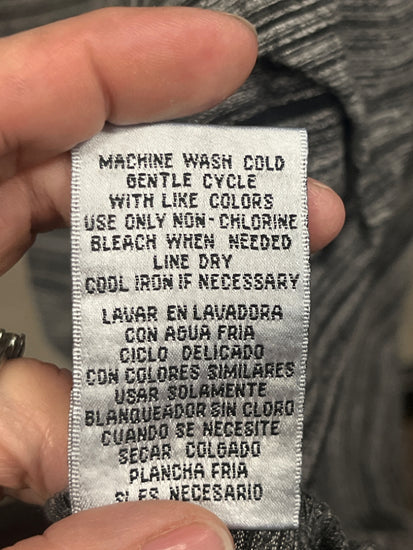 MACHINE WASH COLD
GENTLE CYCLE
WITH LIKE COLORS
USE ONLY NON-CHLORINE
BLEACH WHEN NEEDED
LINE DRY
COOL IRON IF NECESSARY
LAVAR EN LAVADORA
CON AGUA FRIA
CICLO DELICADO
CON COLORES SIMILARES
USAR SOLAMENTE
BLANQUEADOR SIN CLORO
CUANDO SE NECESITE
SECAR COLGADO
PLANCHA FRIA
SI ES NECESARIO